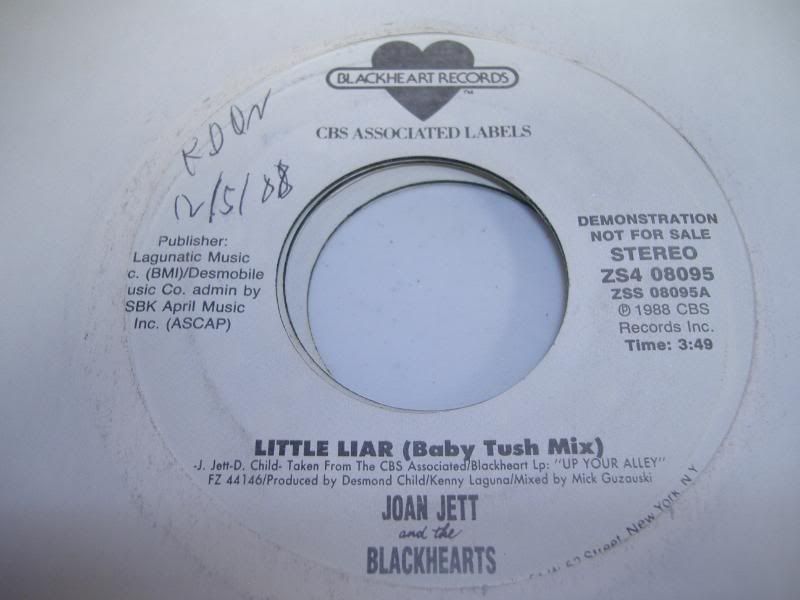 BLACKHEART RECORDS
TM
CBS ASSOCIATED LABELS
KDON
12/5/88
Publisher:
Lagunatic Music
c. (BMI)/Desmobile
usic Co. admin by
SBK April Music
Inc. (ASCAP)
DEMONSTRATION
NOT FOR SALE
STEREO
ZS4 08095
ZSS 08095A
℗ 1988 CBS
Records Inc.
Time: 3:49
LITTLE LIAR (Baby Tush Mix)
-J. Jett-D. Child- Taken From The CBS Associated/Blackheart Lp: "UP YOUR ALLEY"
FZ 44146/Produced by Desmond Child/Kenny Laguna/Mixed by Mick Guzauski
JOAN JETT
and the
BLACKHEARTS
W. 52 Street, New York, N.Y.